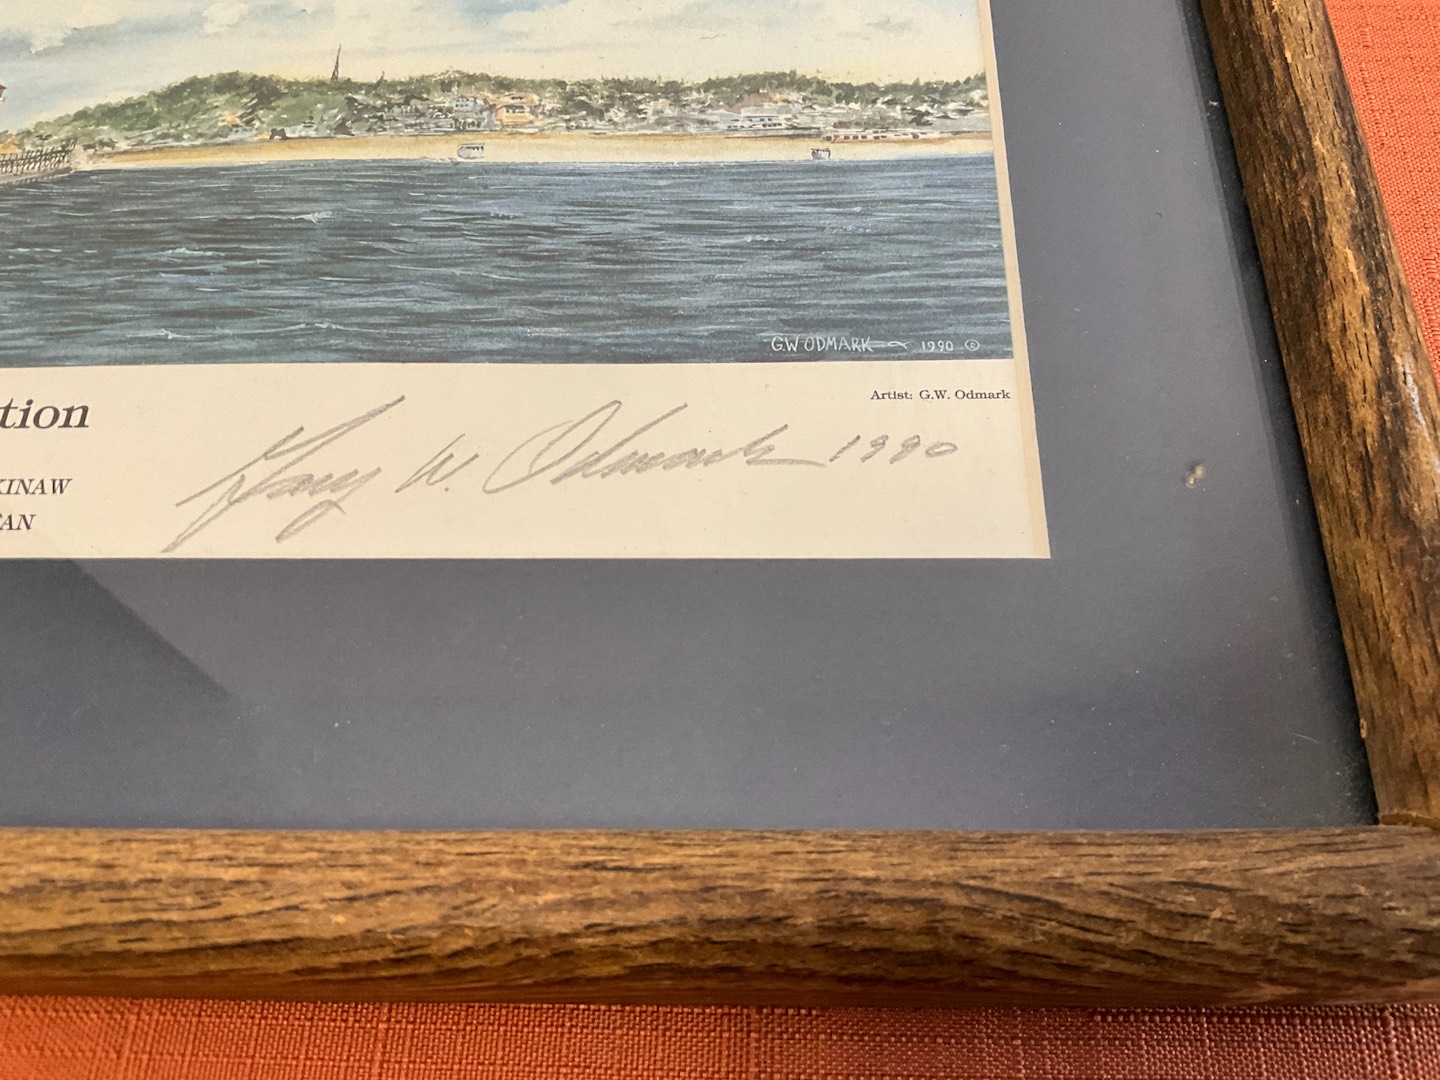 G.W ODMARK 1990 ©
Artist: G.W. Odmark
tion
Gary W. Odmark 1990
KINAW
AN